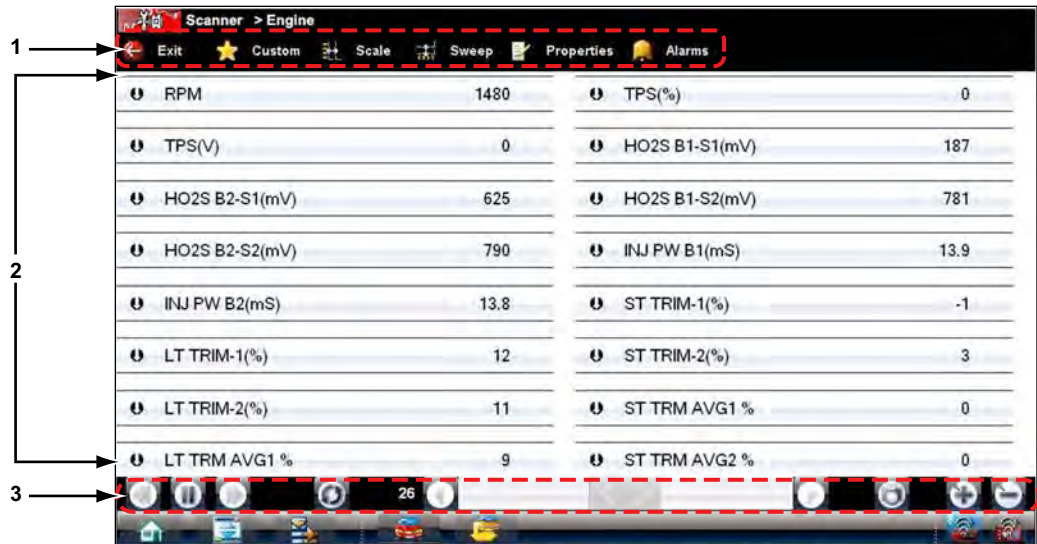 Scanner > Engine
1
Exit Custom Scale Sweep Properties Alarms
RPM 1480 TPS(%) 0
TPS(V) 0 HO2S B1-S1(mV) 187
HO2S B2-S1(mV) 625 HO2S B1-S2(mV) 781
HO2S B2-S2(mV) 790 INJ PW B1(mS) 13.9
2
INJ PW B2(mS) 13.8 ST TRIM-1(%) -1
LT TRIM-1(%) 12 ST TRIM-2(%) 3
LT TRIM-2(%) 11 ST TRM AVG1 % 0
LT TRM AVG1 % 9 ST TRM AVG2 % 0
3
26